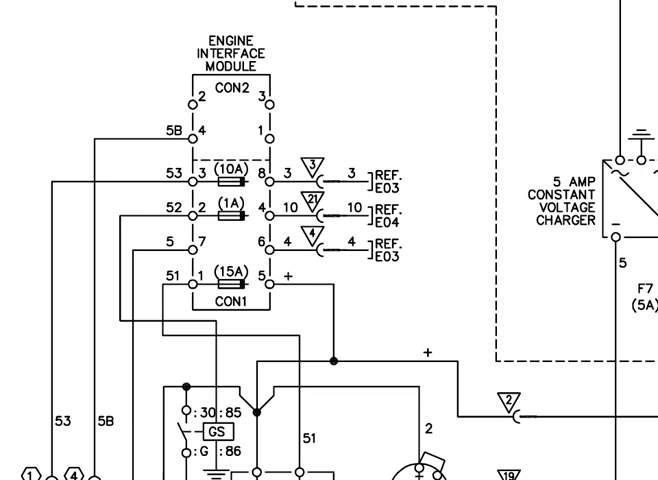 ENGINE
INTERFACE
MODULE
CON2
2 3
5B 4 1
53 3 (10A) 8 3 3 3 REF.
E03
52 2 (1A) 4 10 21 10 REF.
E04
5 7 6 4 4 4 REF.
E03
51 1 (15A) 5 +
CON1
5 AMP
CONSTANT
VOLTAGE
CHARGER
–
5
F7
(5A)
+
2
:30:85
53 5B GS 51 2
:G :86
1 4 + 19